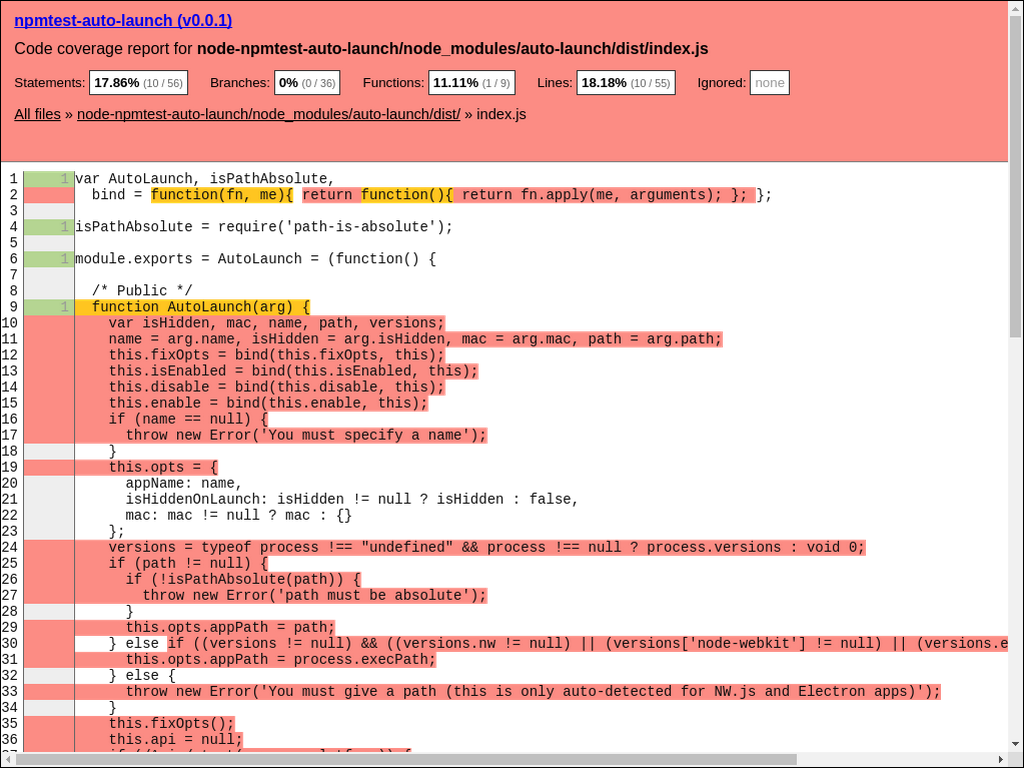 npmtest-auto-launch (v0.0.1)
Code coverage report for node-npmtest-auto-launch/node_modules/auto-launch/dist/index.js
Statements: 17.86% (10 / 56) Branches: 0% (0 / 36) Functions: 11.11% (1 / 9) Lines: 18.18% (10 / 55) Ignored: none
All files » node-npmtest-auto-launch/node_modules/auto-launch/dist/ » index.js
1 1 var AutoLaunch, isPathAbsolute,
2   bind = function(fn, me){ return function(){ return fn.apply(me, arguments); }; };
3
4 1 isPathAbsolute = require('path-is-absolute');
5
6 1 module.exports = AutoLaunch = (function() {
7
8   /* Public */
9 1   function AutoLaunch(arg) {
10     var isHidden, mac, name, path, versions;
11     name = arg.name, isHidden = arg.isHidden, mac = arg.mac, path = arg.path;
12     this.fixOpts = bind(this.fixOpts, this);
13     this.isEnabled = bind(this.isEnabled, this);
14     this.disable = bind(this.disable, this);
15     this.enable = bind(this.enable, this);
16     if (name == null) {
17       throw new Error('You must specify a name');
18     }
19     this.opts = {
20       appName: name,
21       isHiddenOnLaunch: isHidden != null ? isHidden : false,
22       mac: mac != null ? mac : {}
23     };
24     versions = typeof process !== "undefined" && process !== null ? process.versions : void 0;
25     if (path != null) {
26       if (!isPathAbsolute(path)) {
27         throw new Error('path must be absolute');
28       }
29       this.opts.appPath = path;
30     } else if ((versions != null) && ((versions.nw != null) || (versions['node-webkit'] != null) || (versions.e
31       this.opts.appPath = process.execPath;
32     } else {
33       throw new Error('You must give a path (this is only auto-detected for NW.js and Electron apps)');
34     }
35     this.fixOpts();
36     this.api = null;